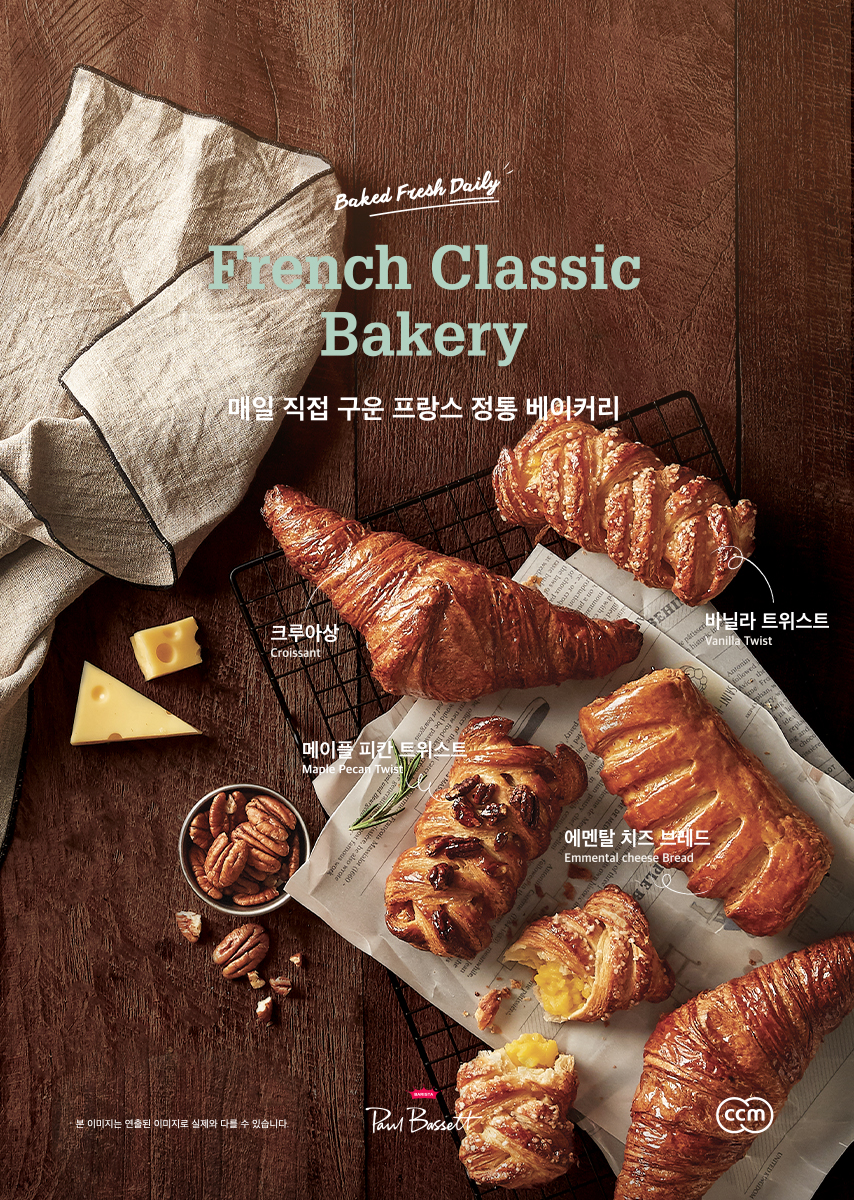 Baked Fresh Daily
French Classic
Bakery
매일 직접 구운 프랑스 정통 베이커리
바닐라 트위스트
Vanilla Twist
크루아상
Croissant
메이플 피칸 트위스트
Maple Pecan Twist
에멘탈 치즈 브레드
Emmental cheese Bread
본 이미지는 연출된 이미지로 실제와 다를 수 있습니다
BARISTA
Paul Bassett
ccm